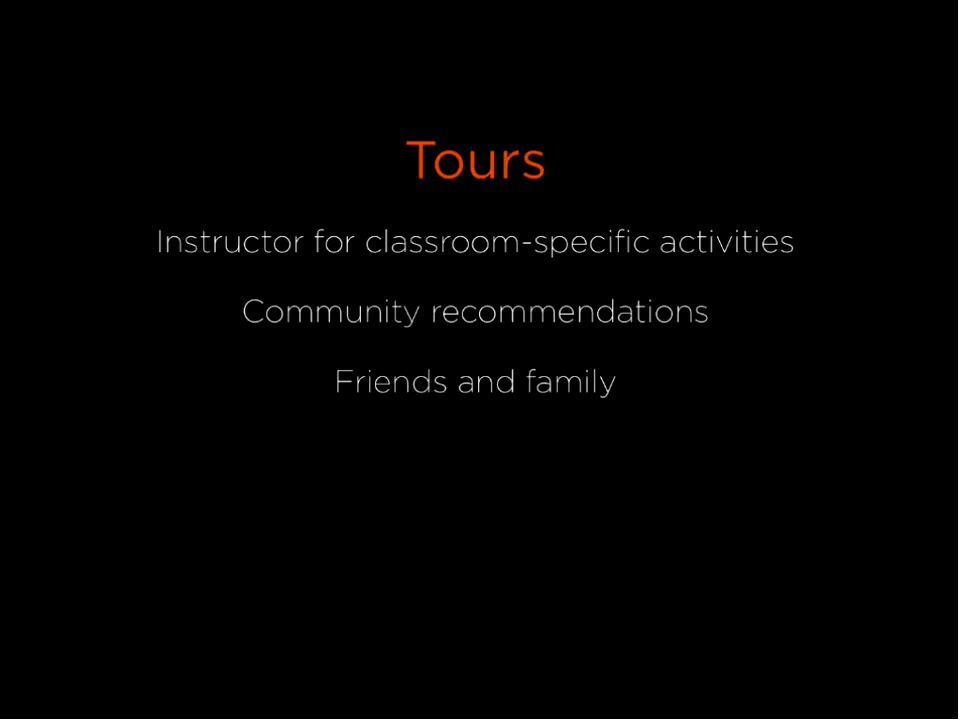 Tours
Instructor for classroom-specific activities
Community recommendations
Friends and family